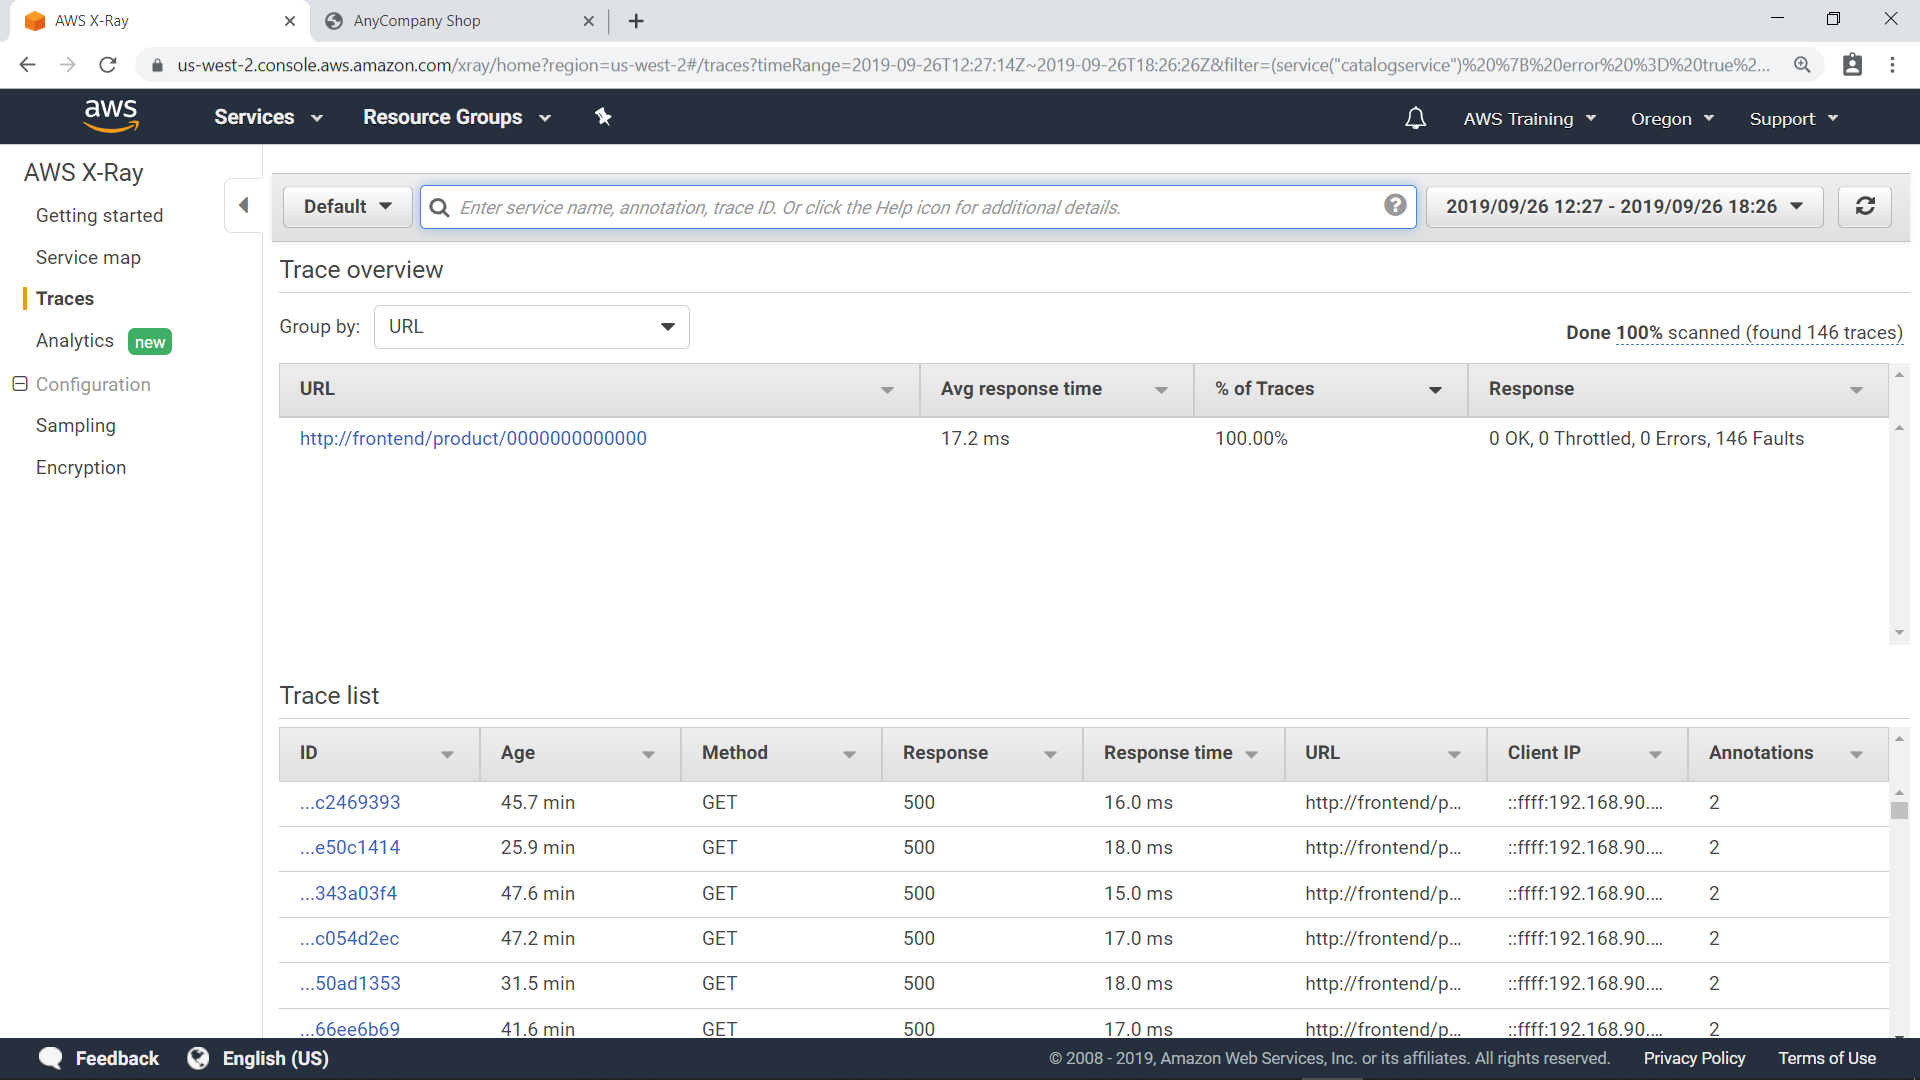 AWS X-Ray
AnyCompany Shop
us-west-2.console.aws.amazon.com/xray/home?region=us-west-2#/traces?timeRange=2019-09-26T12:27:14Z~2019-09-26T18:26:26Z&filter=(service("catalogservice")%20%7B%20error%20%3D%20true%2...
aws
Services
Resource Groups
AWS Training
Oregon
Support
AWS X-Ray
Getting started
Service map
Traces
Analytics new
Configuration
Sampling
Encryption
Default
Enter service name, annotation, trace ID. Or click the Help icon for additional details.
?
2019/09/26 12:27 - 2019/09/26 18:26
Trace overview
Group by: URL
Done 100% scanned (found 146 traces)
URL Avg response time % of Traces Response
http://frontend/product/0000000000000 17.2 ms 100.00% 0 OK, 0 Throttled, 0 Errors, 146 Faults
Trace list
ID Age Method Response Response time URL Client IP Annotations
...c2469393 45.7 min GET 500 16.0 ms http://frontend/p... ::ffff:192.168.90.... 2
...e50c1414 25.9 min GET 500 18.0 ms http://frontend/p... ::ffff:192.168.90.... 2
...343a03f4 47.6 min GET 500 15.0 ms http://frontend/p... ::ffff:192.168.90.... 2
...c054d2ec 47.2 min GET 500 17.0 ms http://frontend/p... ::ffff:192.168.90.... 2
...50ad1353 31.5 min GET 500 18.0 ms http://frontend/p... ::ffff:192.168.90.... 2
...66ee6b69 41.6 min GET 500 17.0 ms http://frontend/p... ::ffff:192.168.90.... 2
Feedback
English (US)
© 2008 - 2019, Amazon Web Services, Inc. or its affiliates. All rights reserved.
Privacy Policy
Terms of Use